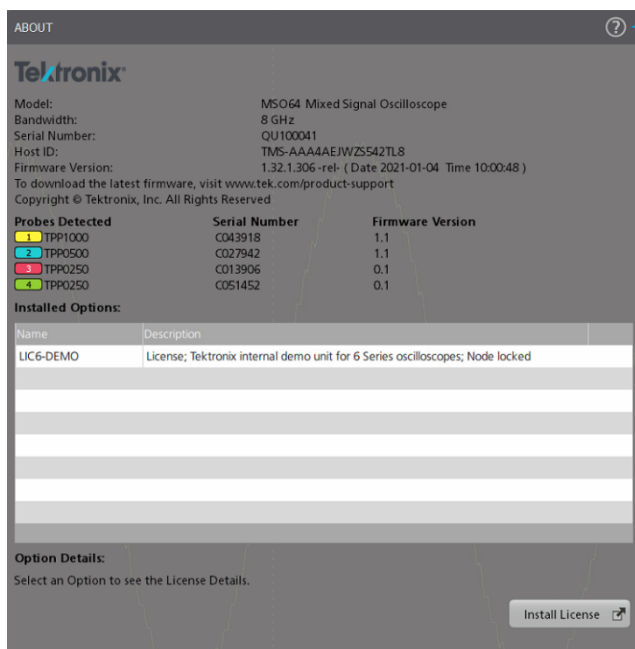 ABOUT
?
Tektronix®
Model: MSO64 Mixed Signal Oscilloscope
Bandwidth: 8 GHz
Serial Number: QU100041
Host ID: TMS-AAA4AEJWZS542TL8
Firmware Version: 1.32.1.306 -rel- ( Date 2021-01-04 Time 10:00:48 )
To download the latest firmware, visit www.tek.com/product-support
Copyright © Tektronix, Inc. All Rights Reserved
Probes Detected Serial Number Firmware Version
1 TPP1000 C043918 1.1
2 TPP0500 C027942 1.1
3 TPP0250 C013906 0.1
4 TPP0250 C051452 0.1
Installed Options:
Name Description
LIC6-DEMO License; Tektronix internal demo unit for 6 Series oscilloscopes; Node locked
Option Details:
Select an Option to see the License Details.
Install License